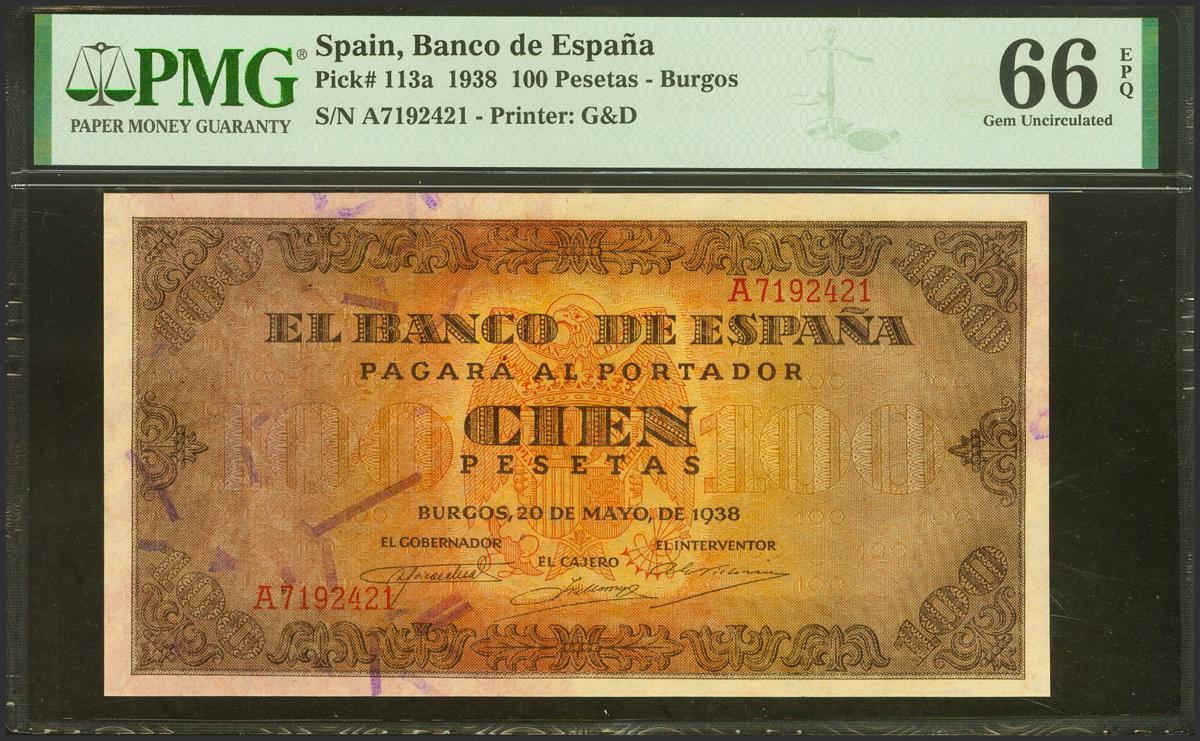 PMG®
PAPER MONEY GUARANTY
Spain, Banco de España
Pick# 113a 1938 100 Pesetas - Burgos
S/N A7192421 - Printer: G&D
66 EPQ
Gem Uncirculated
A7192421
EL BANCO DE ESPAÑA
PAGARÁ AL PORTADOR
CIEN
100 100
PESETAS
BURGOS, 20 DE MAYO, DE 1938
EL GOBERNADOR
EL CAJERO
EL INTERVENTOR
A7192421